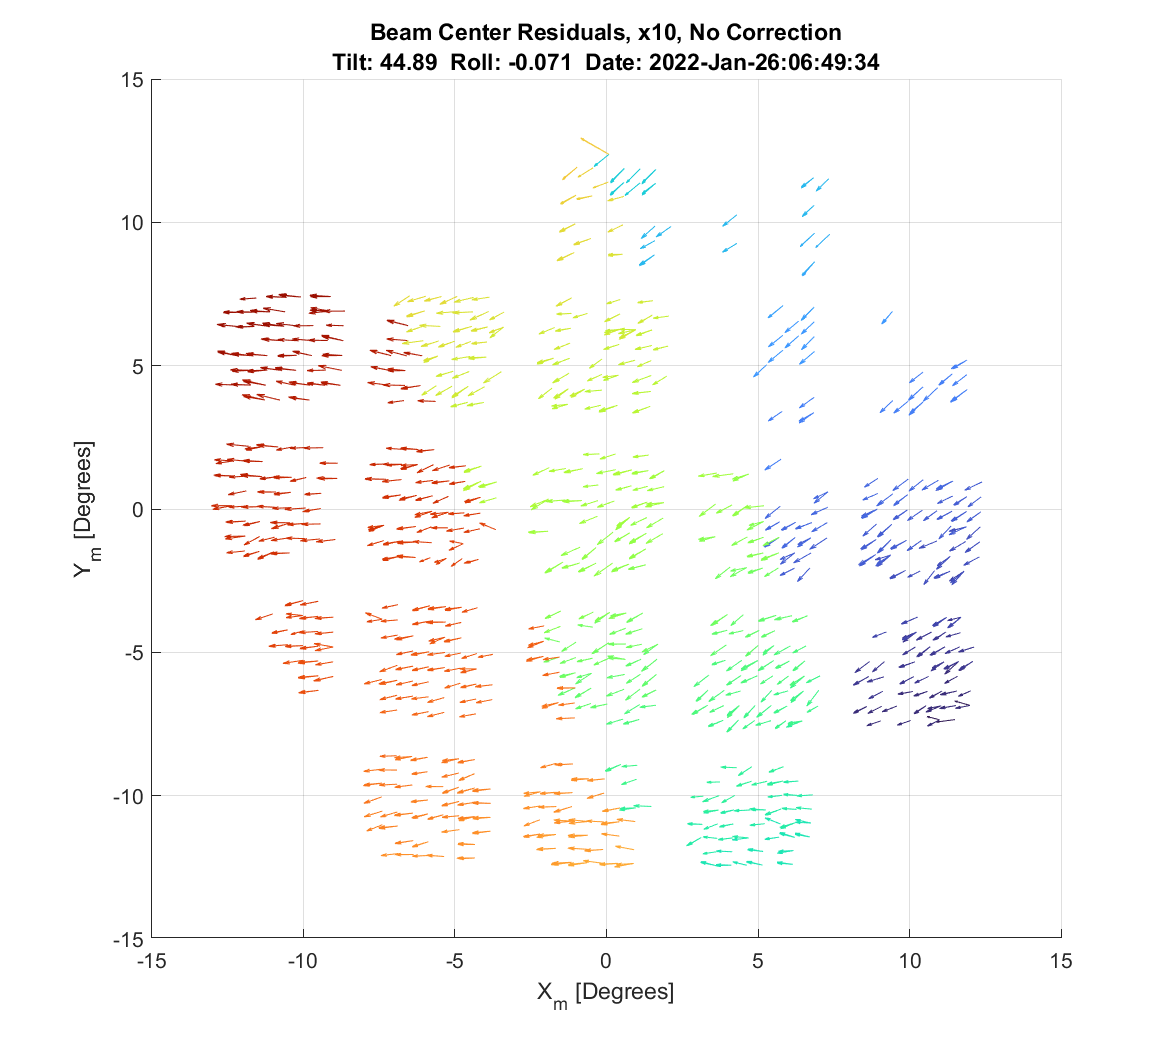 Beam Center Residuals, x10, No Correction
Tilt: 44.89 Roll: -0.071 Date: 2022-Jan-26:06:49:34
15
10
5
0
-5
-10
-15
Y_m [Degrees]
-15 -10 -5 0 5 10 15
X_m [Degrees]